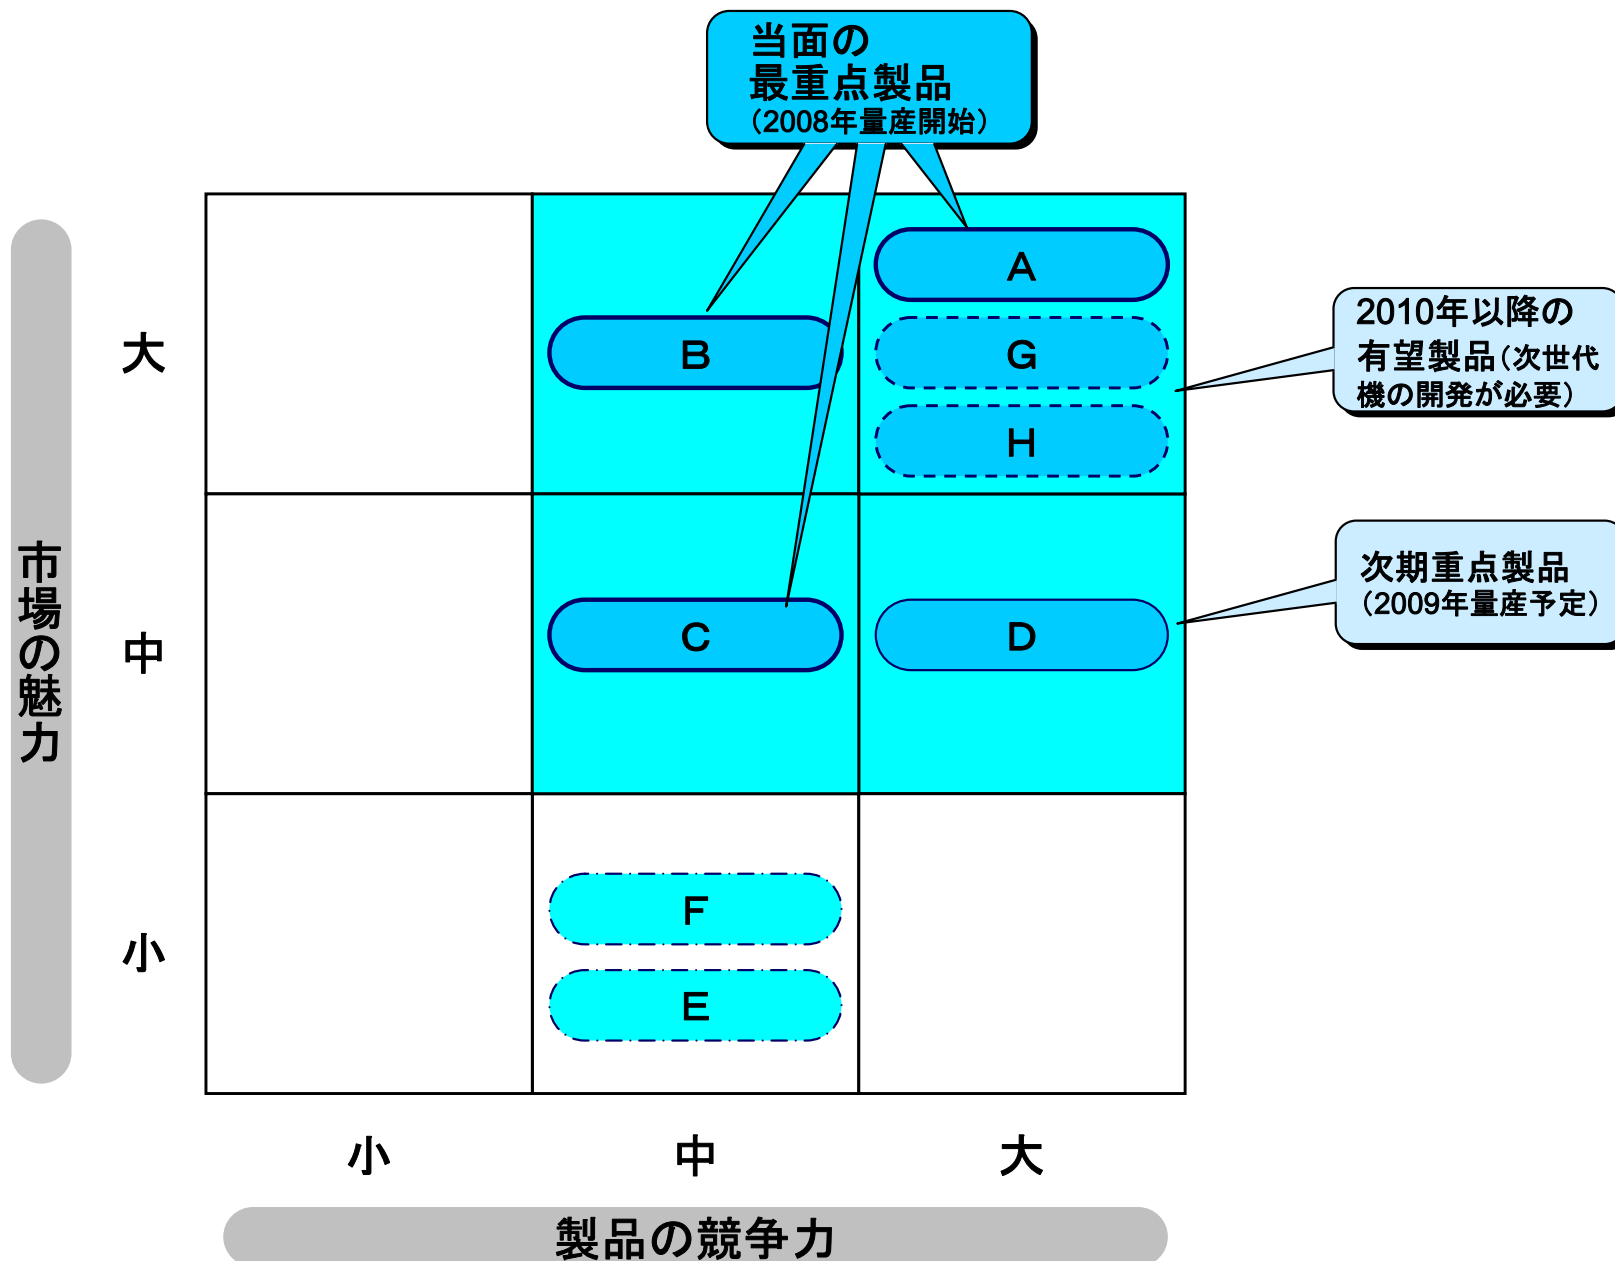 当面の
最重点製品
（2008年量産開始）
A
B
G
H
2010年以降の
有望製品（次世代
機の開発が必要）
大
中
小
市場の魅力
C
D
次期重点製品
（2009年量産予定）
F
E
小
中
大
製品の競争力